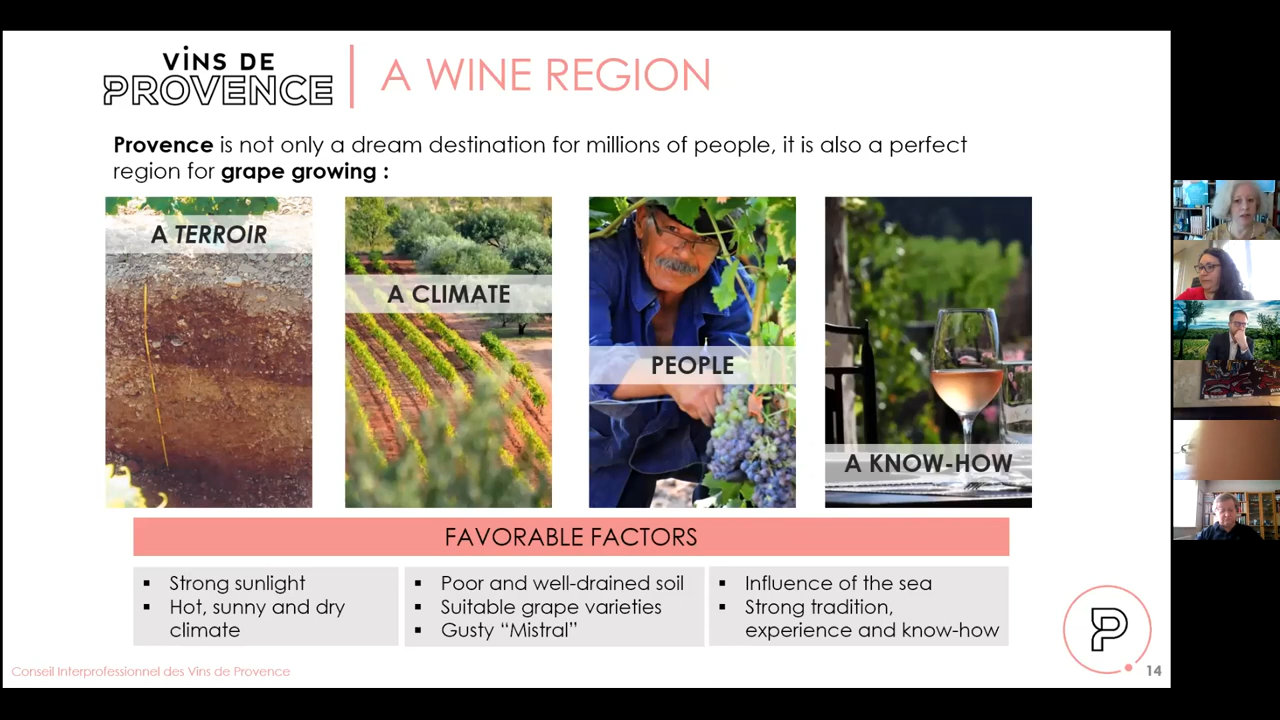 VINS DE
PROVENCE
A WINE REGION
Provence is not only a dream destination for millions of people, it is also a perfect
region for grape growing :
A TERROIR
A CLIMATE
PEOPLE
A KNOW-HOW
FAVORABLE FACTORS
▪ Strong sunlight
▪ Hot, sunny and dry
climate
▪ Poor and well-drained soil
▪ Suitable grape varieties
▪ Gusty “Mistral”
▪ Influence of the sea
▪ Strong tradition,
experience and know-how
P
Conseil Interprofessionnel des Vins de Provence
14